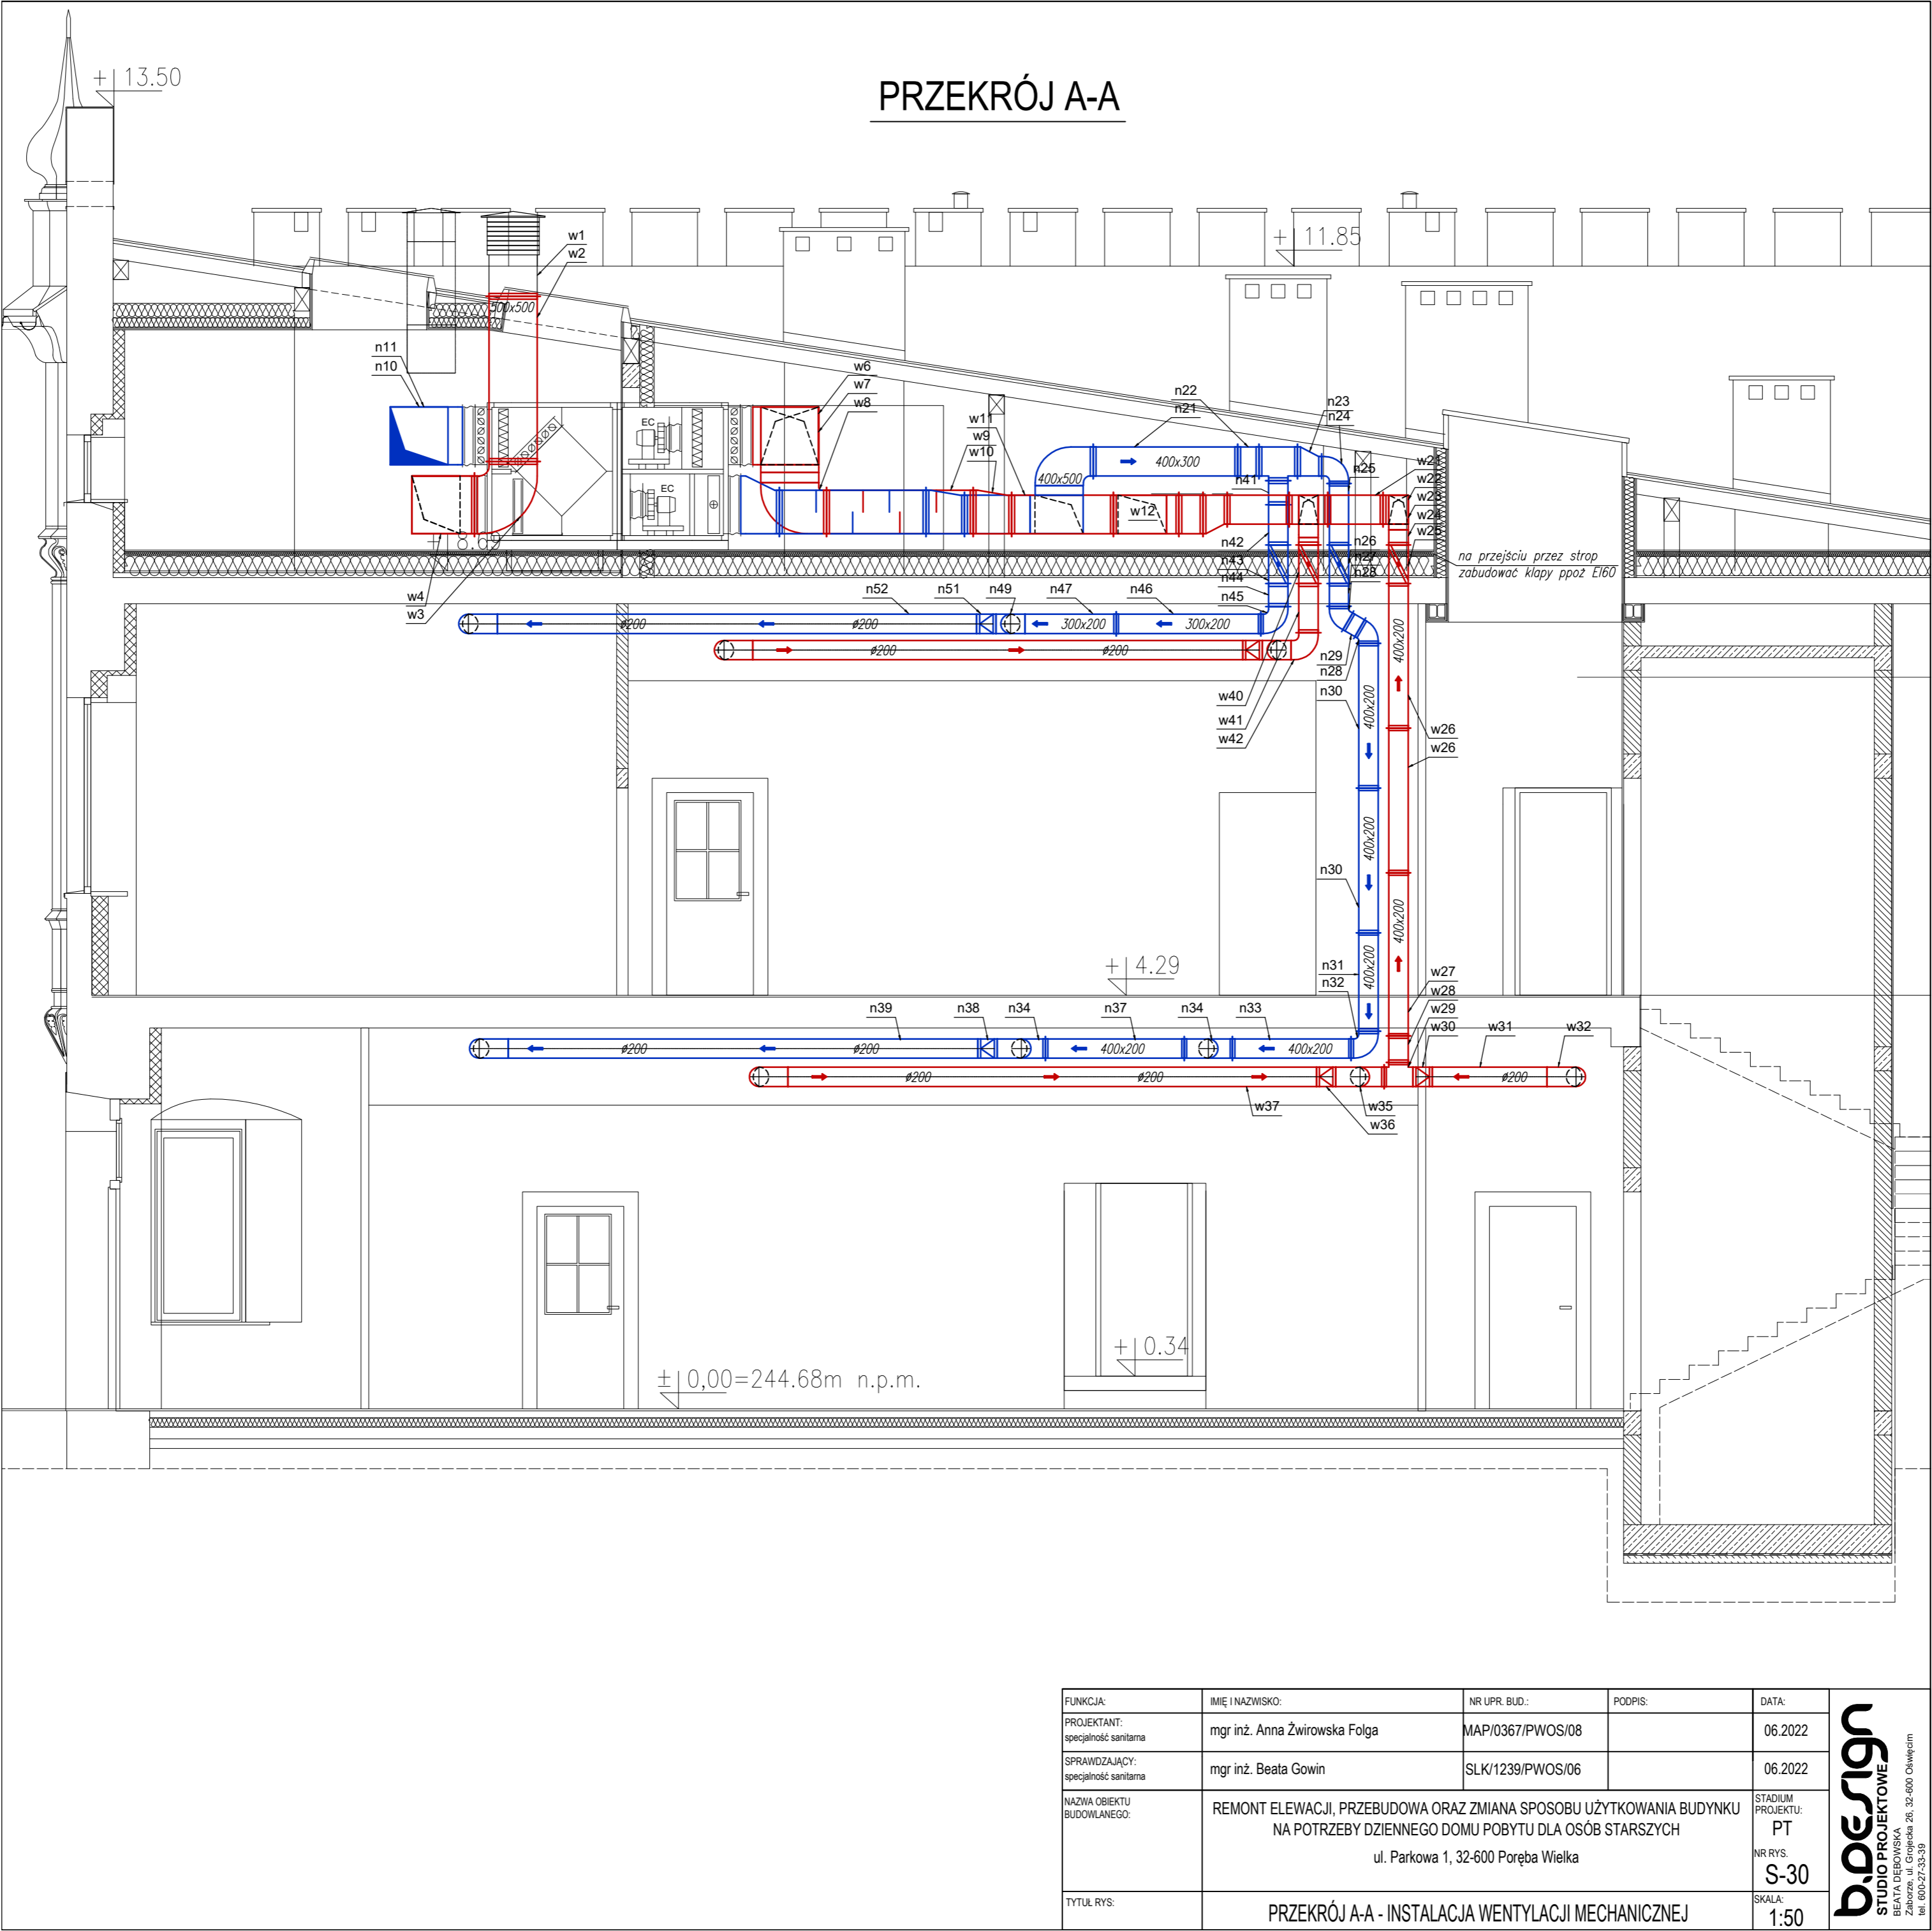 PRZEKRÓJ A-A
+ 13.50
+ 11.85
w1
w2
500x500
n11
n10
w6
w7
w8
EC
EC
w11
w9
w10
n22
n21
n23
n24
400x300
400x500
n41
n25
w21
w22
w23
w24
w25
w12
8.69
n42
n43
n44
n45
n26
n27
n28
na przejściu przez strop
zabudować klapy ppoż EI60
w4
w3
n52
n51
n49
n47
n46
ø200
ø200
300x200
300x200
ø200
ø200
n29
n28
n30
400x200
400x200
w40
w41
w42
w26
w26
400x200
n30
400x200
+ 4.29
n31
n32
400x200
w27
w28
w29
w30
w31
w32
n39
n38
n34
n37
n34
n33
ø200
ø200
400x200
400x200
ø200
ø200
ø200
w37
w35
w36
+ 0.34
± 0,00=244.68m n.p.m.
FUNKCJA:
IMIĘ I NAZWISKO:
NR UPR. BUD.:
PODPIS:
DATA:
PROJEKTANT:
specjalność sanitarna
mgr inż. Anna Żwirowska Folga
MAP/0367/PWOS/08
06.2022
SPRAWDZAJĄCY:
specjalność sanitarna
mgr inż. Beata Gowin
SLK/1239/PWOS/06
06.2022
NAZWA OBIEKTU
BUDOWLANEGO:
REMONT ELEWACJI, PRZEBUDOWA ORAZ ZMIANA SPOSOBU UŻYTKOWANIA BUDYNKU
NA POTRZEBY DZIENNEGO DOMU POBYTU DLA OSÓB STARSZYCH
ul. Parkowa 1, 32-600 Poręba Wielka
STADIUM
PROJEKTU:
PT
NR RYS.
S-30
TYTUŁ RYS:
PRZEKRÓJ A-A - INSTALACJA WENTYLACJI MECHANICZNEJ
SKALA:
1:50
b.DESIGN
STUDIO PROJEKTOWE
BEATA DĘBOWSKA
Zaborze, ul. Grojecka 26, 32-600 Oświęcim
tel. 600-27-33-39